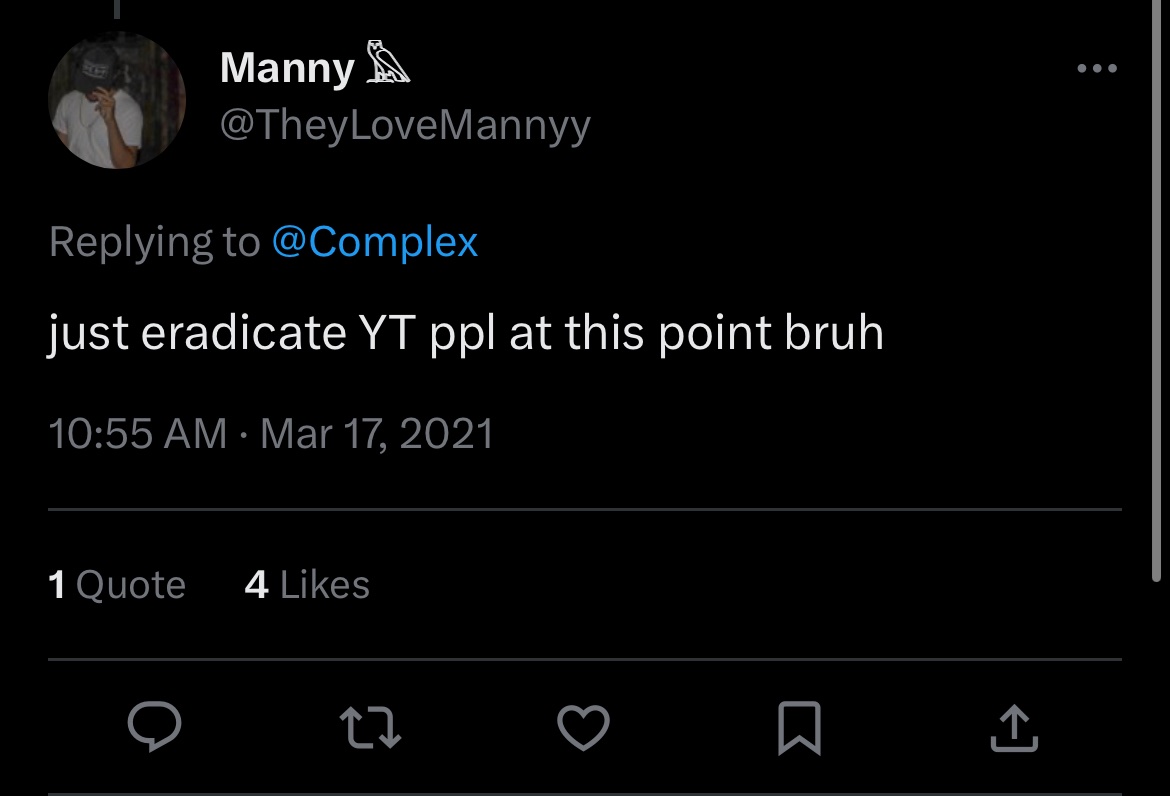 Manny 𓅓
@TheyLoveMannyy
Replying to @Complex
just eradicate YT ppl at this point bruh
10:55 AM · Mar 17, 2021
1 Quote 4 Likes